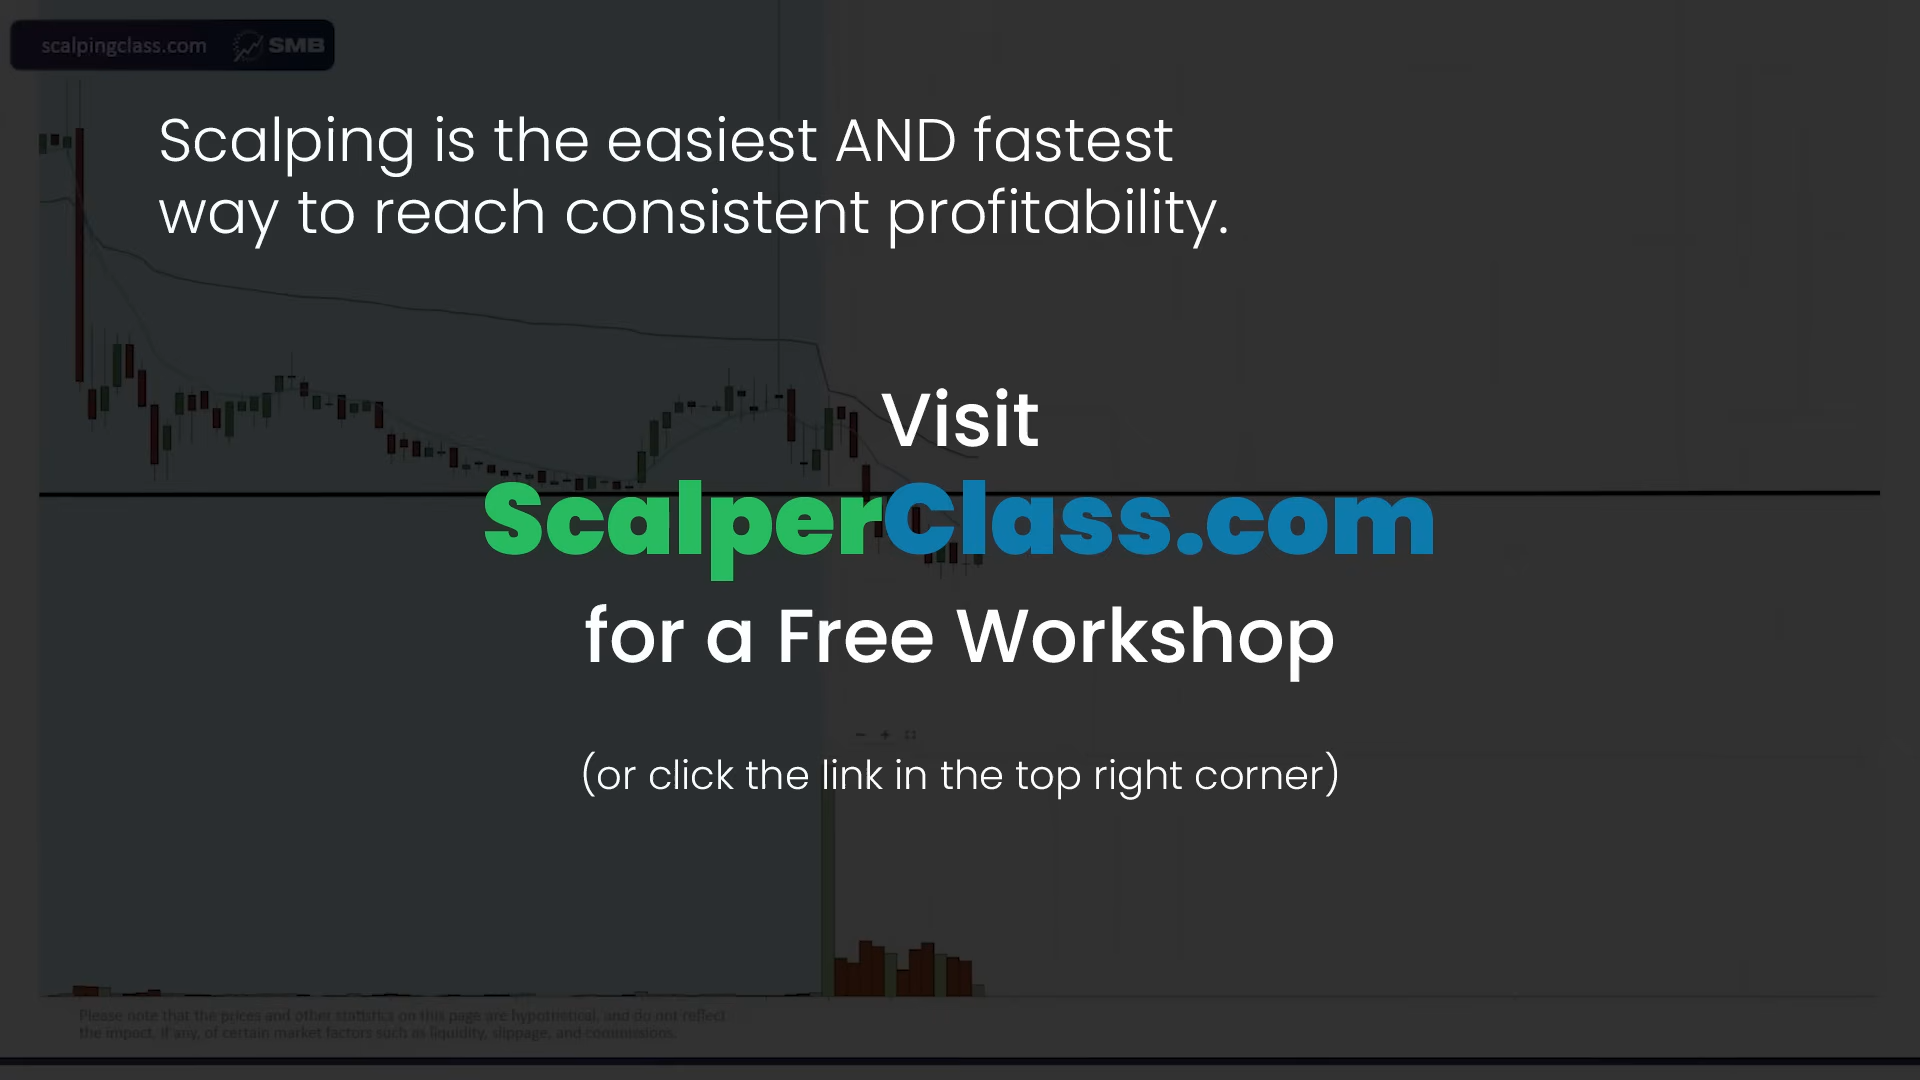 scalpingclass.com SMB
Scalping is the easiest AND fastest
way to reach consistent profitability.
Visit
ScalperClass.com
for a Free Workshop
(or click the link in the top right corner)
Please note that the prices and other statistics on this page are hypothetical, and do not reflect
the impact, if any, of certain market factors such as liquidity, slippage, and commissions.